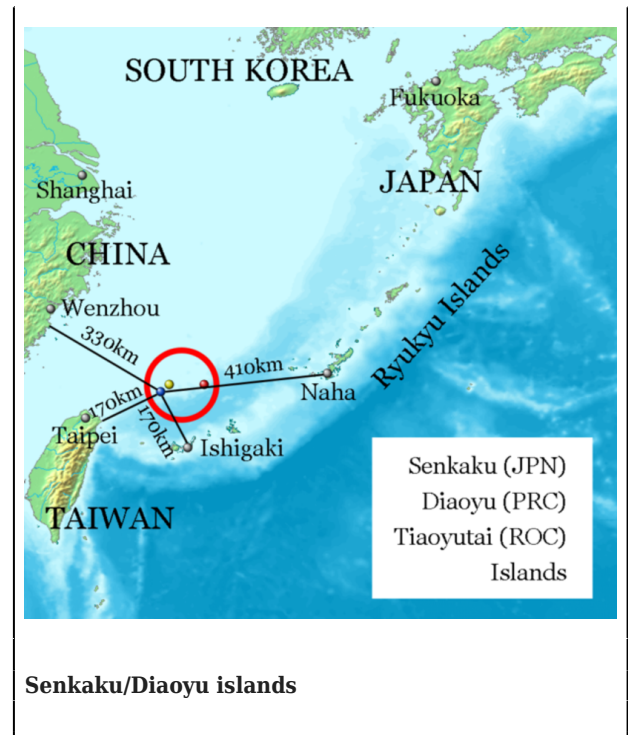 SOUTH KOREA
Fukuoka
Shanghai
JAPAN
CHINA
Ryukyu Islands
Wenzhou
330km
410km
170km
Naha
170km
Taipei
Ishigaki
TAIWAN
Senkaku (JPN)
Diaoyu (PRC)
Tiaoyutai (ROC)
Islands
Senkaku/Diaoyu islands